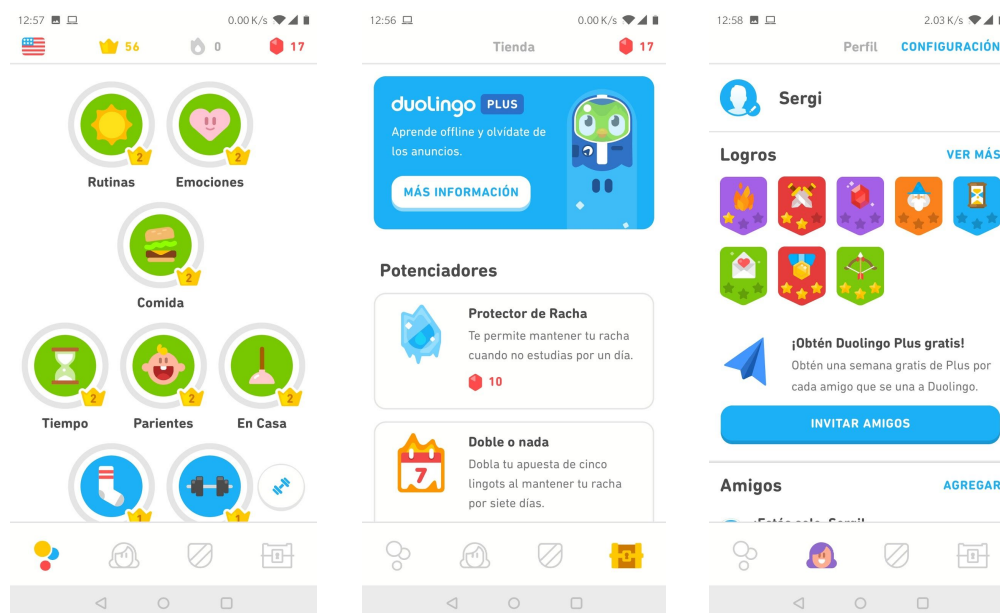 12:57
0.00 K/s
56
0
17
2
2
Rutinas
Emociones
2
Comida
2
2
2
Tiempo
Parientes
En Casa
1
1
12:56
0.00 K/s
Tienda
17
duolingo PLUS
Aprende offline y olvídate de
los anuncios.
MÁS INFORMACIÓN
Potenciadores
Protector de Racha
Te permite mantener tu racha
cuando no estudias por un día.
10
7
Doble o nada
Dobla tu apuesta de cinco
lingots al mantener tu racha
por siete días.
12:58
2.03 K/s
Perfil
CONFIGURACIÓN
Sergi
Logros
VER MÁS
¡Obtén Duolingo Plus gratis!
Obtén una semana gratis de Plus por
cada amigo que se una a Duolingo.
INVITAR AMIGOS
Amigos
AGREGAR